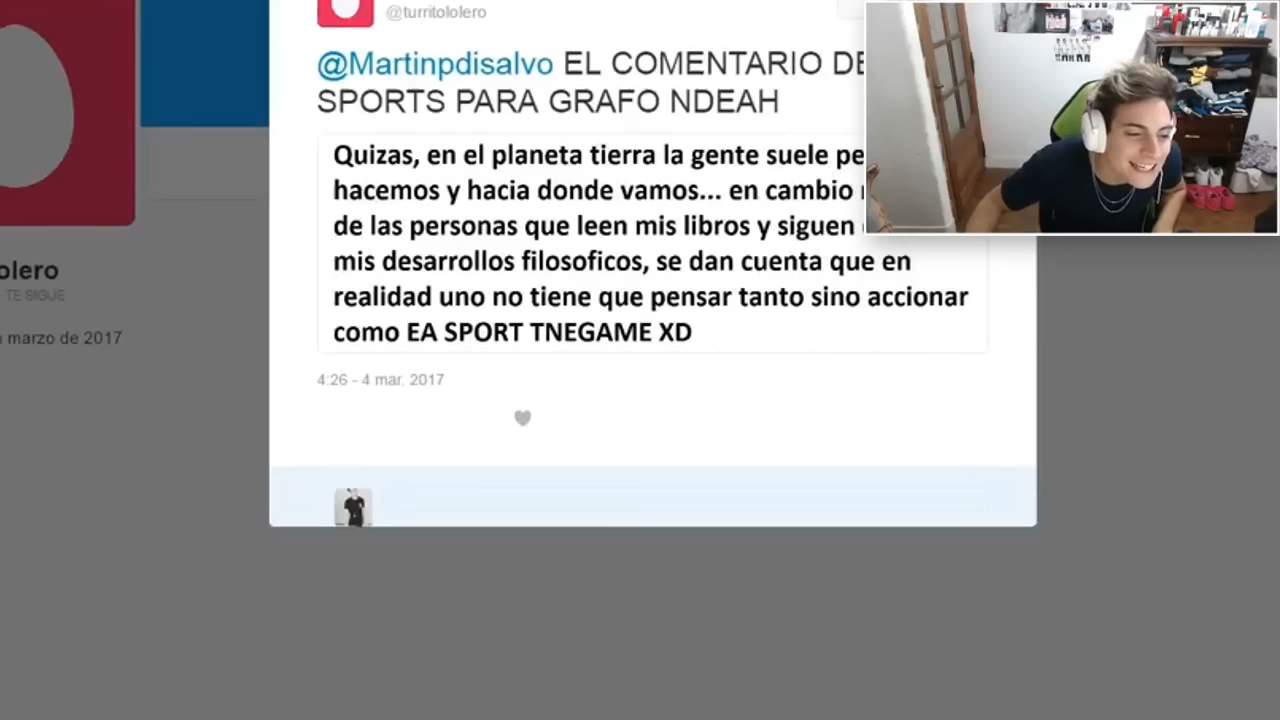 @turritololero
@Martinpdisalvo EL COMENTARIO DE
SPORTS PARA GRAFO NDEAH
Quizas, en el planeta tierra la gente suele
hacemos y hacia donde vamos... en cambio
de las personas que leen mis libros y siguen
mis desarrollos filosoficos, se dan cuenta que en
realidad uno no tiene que pensar tanto sino accionar
como EA SPORT TNEGAME XD
4:26 - 4 mar. 2017
olero
TE SIGUE
marzo de 2017